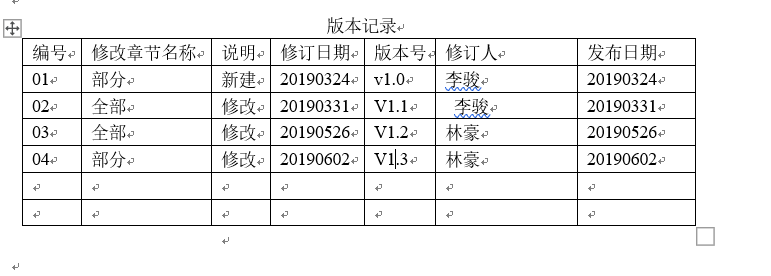 版本记录
编号 修改章节名称 说明 修订日期 版本号 修订人 发布日期
01 部分 新建 20190324 v1.0 李骏 20190324
02 全部 修改 20190331 V1.1 李骏 20190331
03 全部 修改 20190526 V1.2 林豪 20190526
04 部分 修改 20190602 V1.3 林豪 20190602